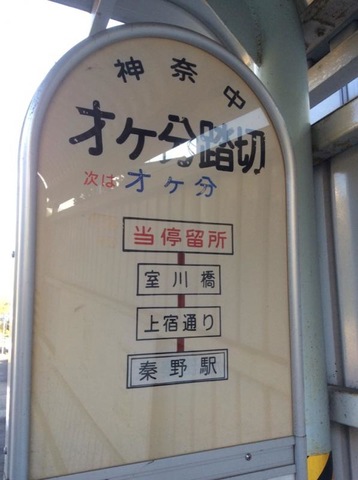 神奈中
オケ分踏切
次は オケ分
当停留所
室川橋
上宿通り
秦野駅